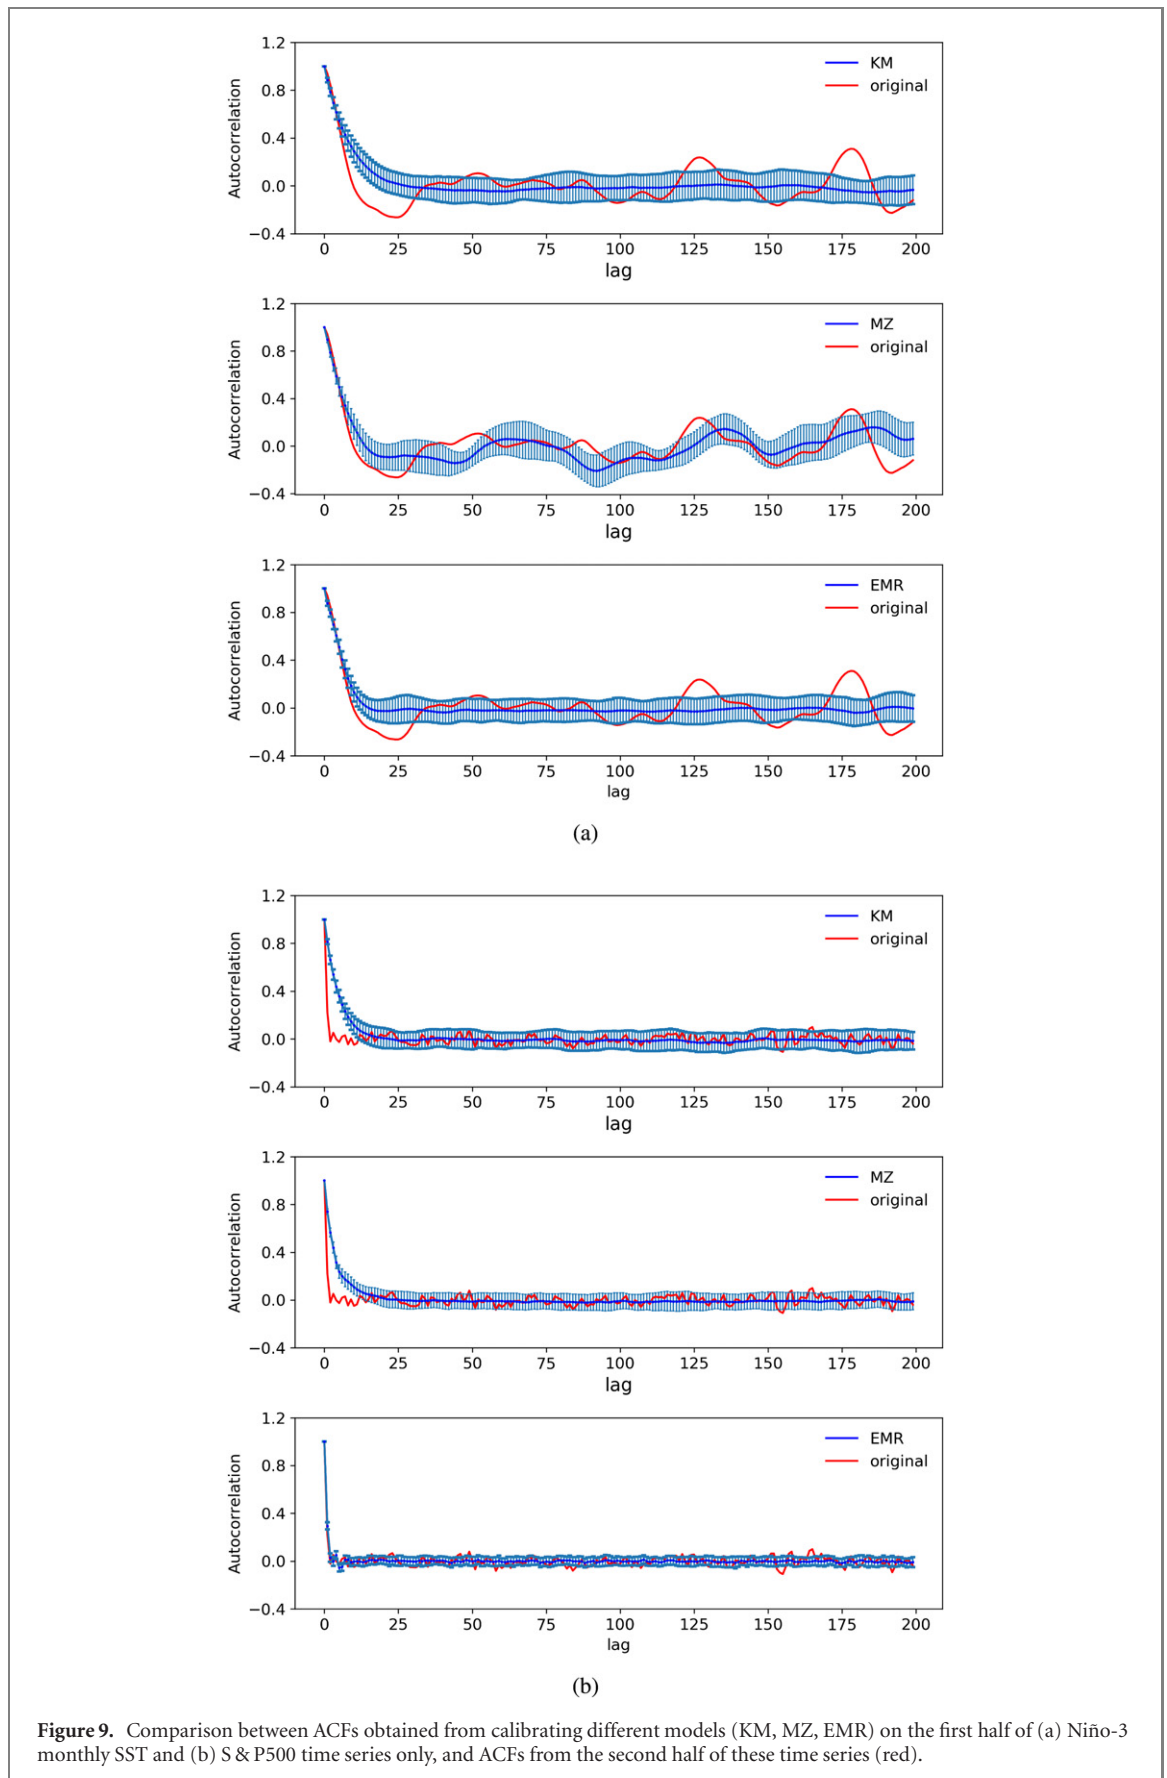 1.2
0.8
0.4
0.0
−0.4
Autocorrelation
KM
original
0 25 50 75 100 125 150 175 200
lag
1.2
0.8
0.4
0.0
−0.4
Autocorrelation
MZ
original
0 25 50 75 100 125 150 175 200
lag
1.2
0.8
0.4
0.0
−0.4
Autocorrelation
EMR
original
0 25 50 75 100 125 150 175 200
lag
(a)
1.2
0.8
0.4
0.0
−0.4
Autocorrelation
KM
original
0 25 50 75 100 125 150 175 200
lag
1.2
0.8
0.4
0.0
−0.4
Autocorrelation
MZ
original
0 25 50 75 100 125 150 175 200
lag
1.2
0.8
0.4
0.0
−0.4
Autocorrelation
EMR
original
0 25 50 75 100 125 150 175 200
lag
(b)
Figure 9. Comparison between ACFs obtained from calibrating different models (KM, MZ, EMR) on the first half of (a) Niño-3
monthly SST and (b) S & P500 time series only, and ACFs from the second half of these time series (red).